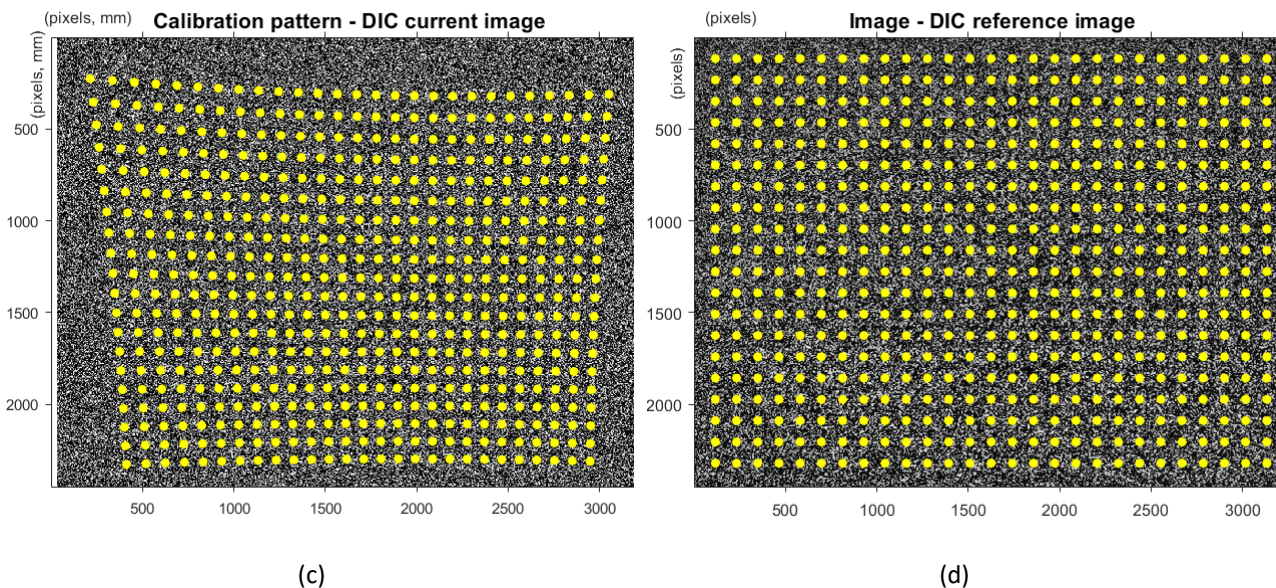 (pixels, mm)
Calibration pattern - DIC current image
(pixels, mm)
500
1000
1500
2000
500
1000
1500
2000
2500
3000
(c)
(pixels)
Image - DIC reference image
(pixels)
500
1000
1500
2000
500
1000
1500
2000
2500
3000
(d)